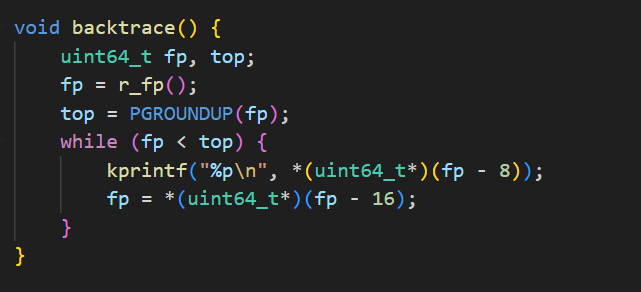 void backtrace() {
    uint64_t fp, top;
    fp = r_fp();
    top = PGROUNDUP(fp);
    while (fp < top) {
        kprintf("%p\n", *(uint64_t*)(fp - 8));
        fp = *(uint64_t*)(fp - 16);
    }
}